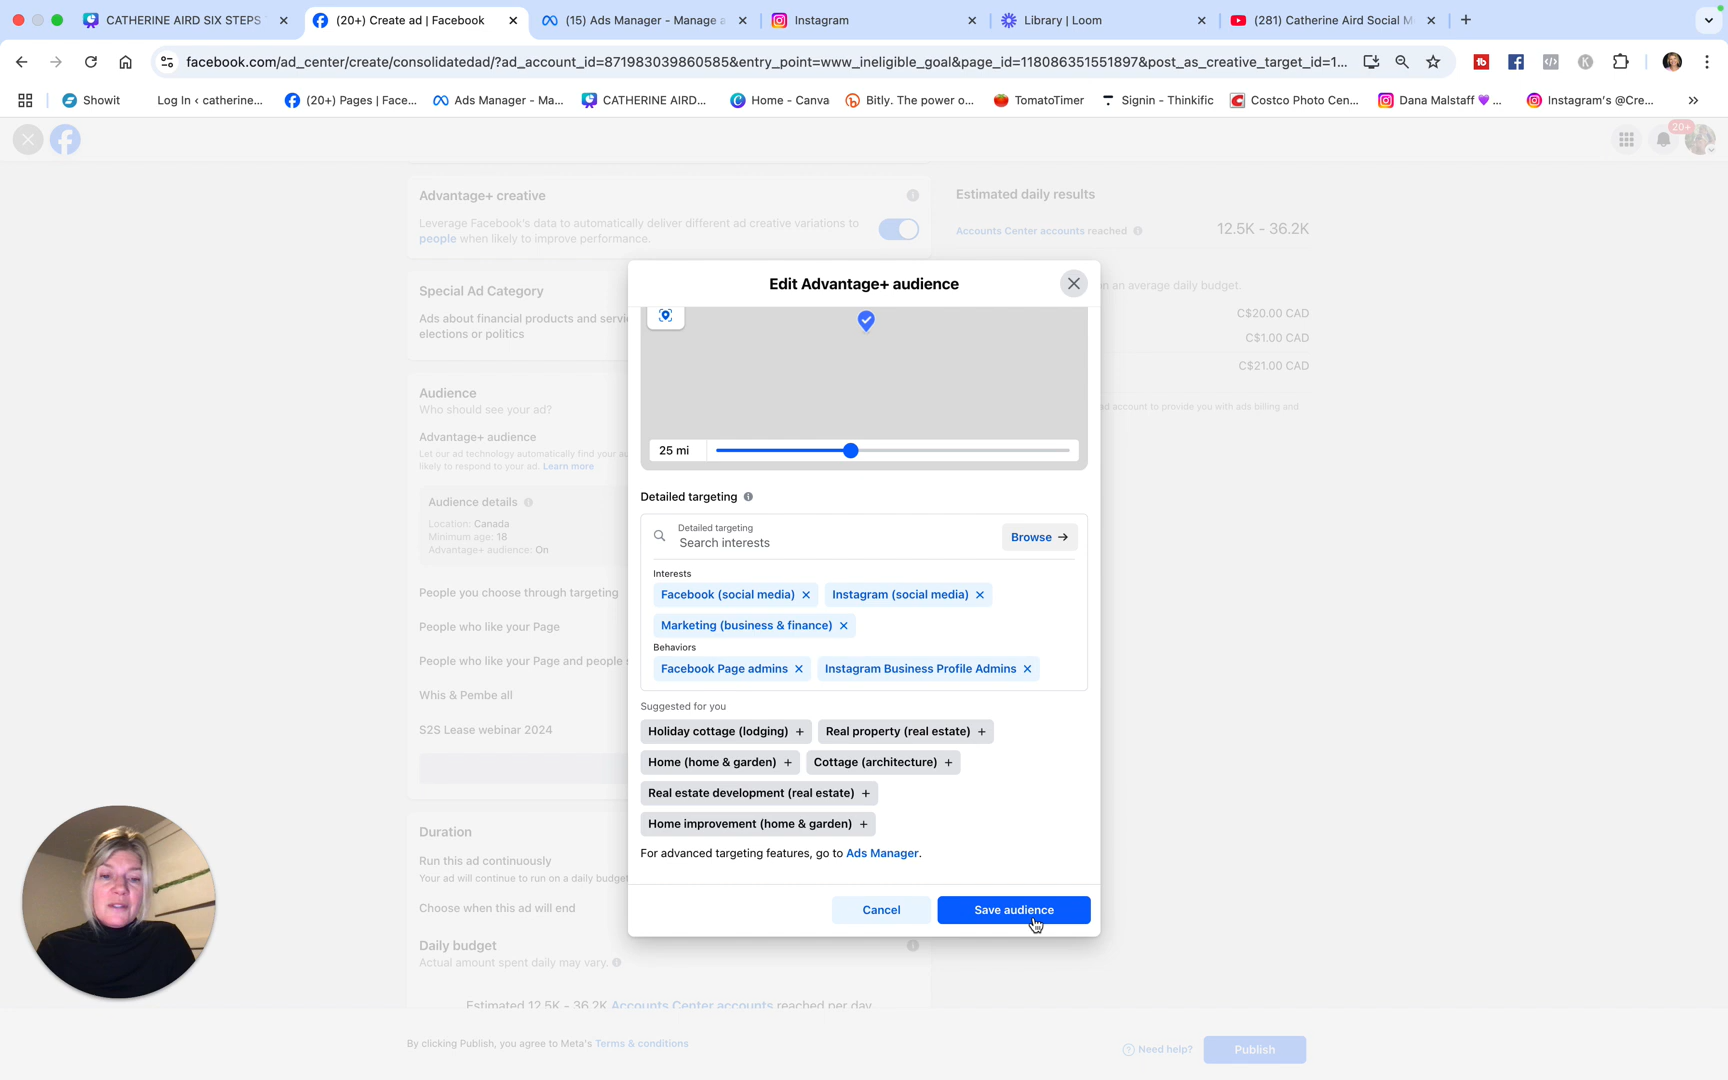 CATHERINE AIRD SIX STEPS
(20+) Create ad | Facebook
(15) Ads Manager - Manage a
Instagram
Library | Loom
(281) Catherine Aird Social M
facebook.com/ad_center/create/consolidatedad/?ad_account_id=871983039860585&entry_point=www_ineligible_goal&page_id=118086351551897&post_as_creative_target_id=1...
Showit
Log In ‹ catherine...
(20+) Pages | Face...
Ads Manager - Ma...
CATHERINE AIRD...
Home - Canva
Bitly. The power o...
TomatoTimer
Signin - Thinkific
Costco Photo Cen...
Dana Malstaff 💜 ...
Instagram's @Cre...
20+
Advantage+ creative
Leverage Facebook's data to automatically deliver different ad creative variations to
people when likely to improve performance.
Special Ad Category
Ads about financial products and servi
elections or politics
Audience
Who should see your ad?
Advantage+ audience
Let our ad technology automatically find your au
likely to respond to your ad. Learn more
Audience details
Location: Canada
Minimum age: 18
Advantage+ audience: On
People you choose through targeting
People who like your Page
People who like your Page and people s
Whis & Pembe all
S2S Lease webinar 2024
Duration
Run this ad continuously
Your ad will continue to run on a daily budget
Choose when this ad will end
Daily budget
Actual amount spent daily may vary.
Estimated 12.5K - 36.2K Accounts Center accounts reached per day
By clicking Publish, you agree to Meta's Terms & conditions
Estimated daily results
Accounts Center accounts reached
12.5K - 36.2K
n an average daily budget.
C$20.00 CAD
C$1.00 CAD
C$21.00 CAD
ad account to provide you with ads billing and
Need help?
Publish
Edit Advantage+ audience
25 mi
Detailed targeting
Detailed targeting
Search interests
Browse
Interests
Facebook (social media)
Instagram (social media)
Marketing (business & finance)
Behaviors
Facebook Page admins
Instagram Business Profile Admins
Suggested for you
Holiday cottage (lodging) +
Real property (real estate) +
Home (home & garden) +
Cottage (architecture) +
Real estate development (real estate) +
Home improvement (home & garden) +
For advanced targeting features, go to Ads Manager.
Cancel
Save audience